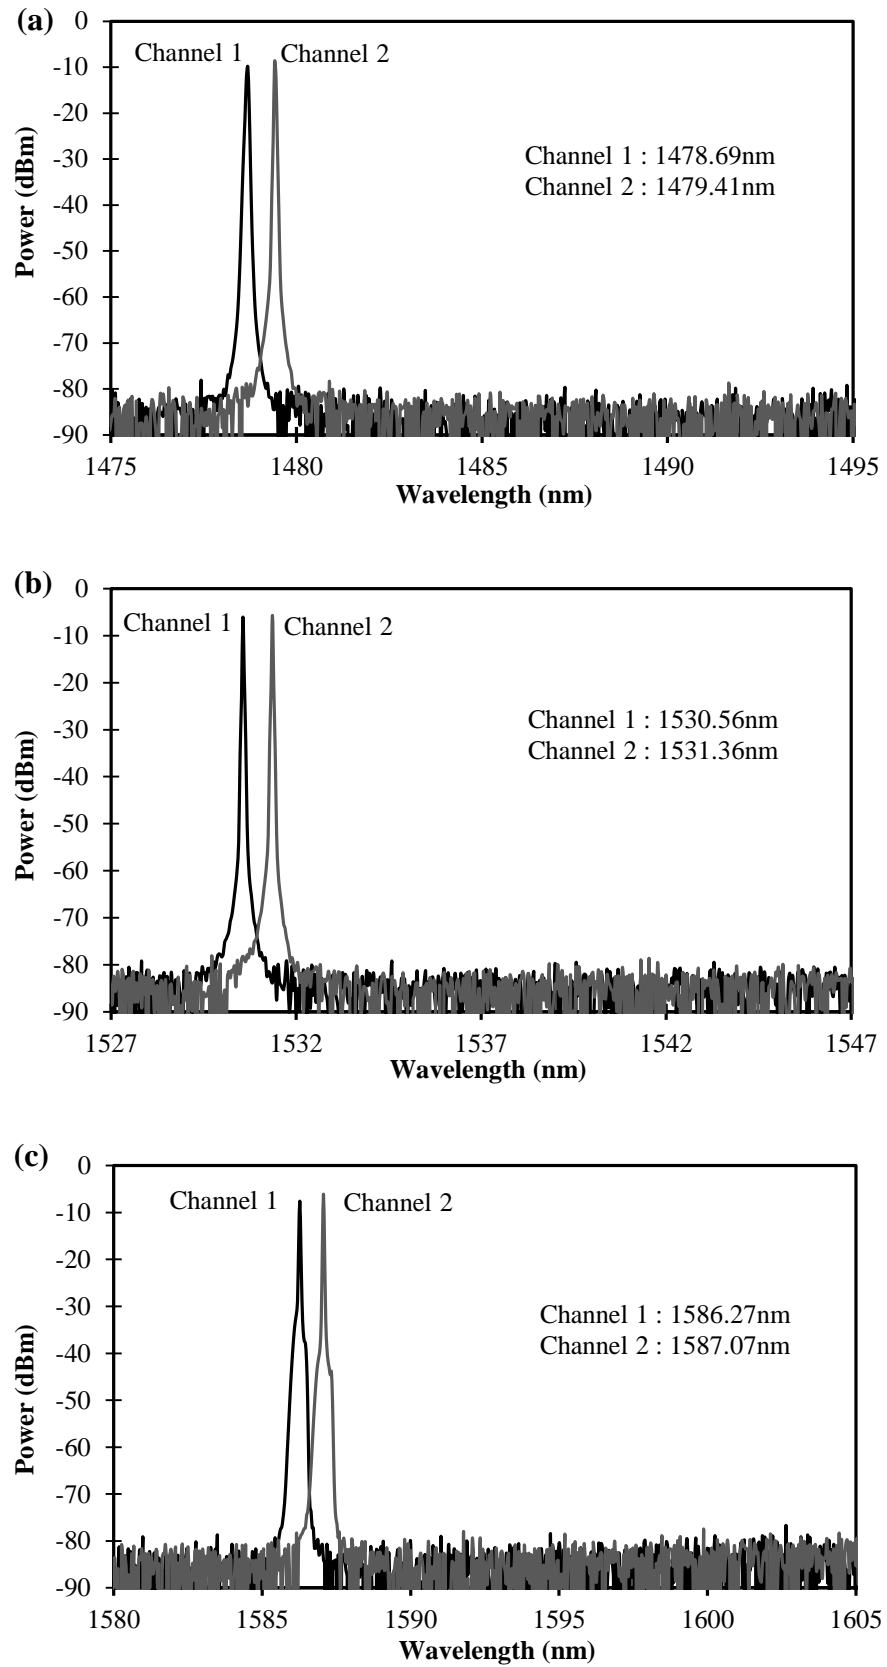 (a)
0
-10
-20
-30
-40
-50
-60
-70
-80
-90
Power (dBm)
Channel 1
Channel 2
Channel 1 : 1478.69nm
Channel 2 : 1479.41nm
1475 1480 1485 1490 1495
Wavelength (nm)
(b)
0
-10
-20
-30
-40
-50
-60
-70
-80
-90
Power (dBm)
Channel 1
Channel 2
Channel 1 : 1530.56nm
Channel 2 : 1531.36nm
1527 1532 1537 1542 1547
Wavelength (nm)
(c)
0
-10
-20
-30
-40
-50
-60
-70
-80
-90
Power (dBm)
Channel 1
Channel 2
Channel 1 : 1586.27nm
Channel 2 : 1587.07nm
1580 1585 1590 1595 1600 1605
Wavelength (nm)